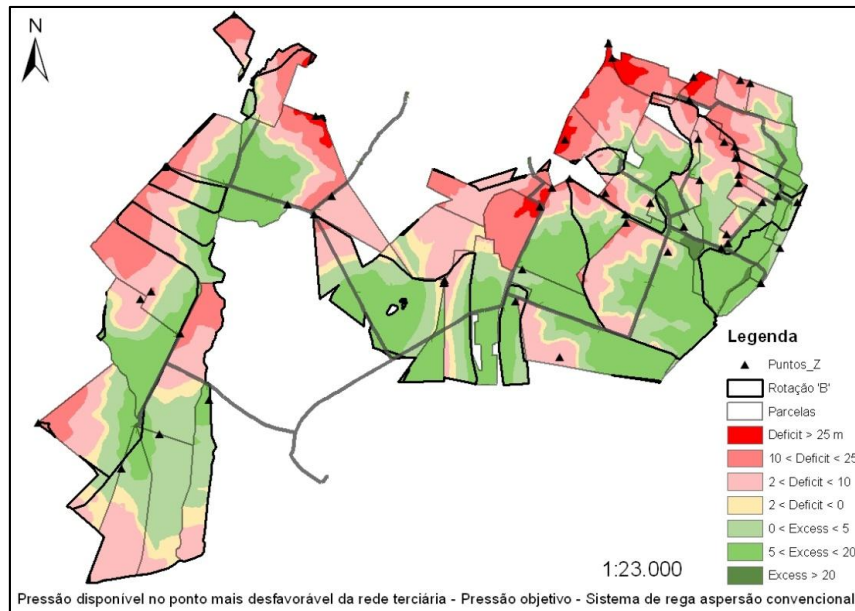 N
Legenda
Puntos_Z
Rotação 'B'
Parcelas
Deficit > 25 m
10 < Deficit < 25
2 < Deficit < 10
2 < Deficit < 0
0 < Excess < 5
5 < Excess < 20
Excess > 20
1:23.000
Pressão disponível no ponto mais desfavorável da rede terciária - Pressão objetivo - Sistema de rega aspersão convencional